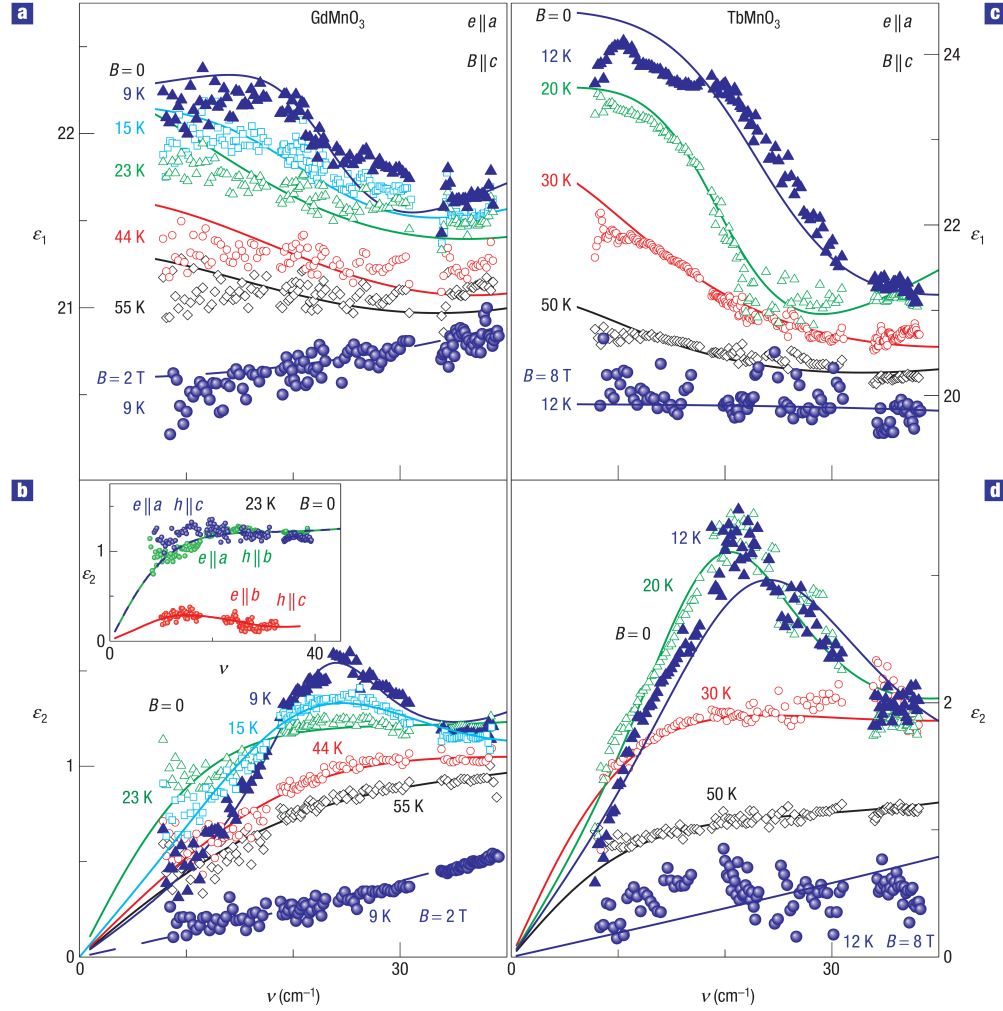 a
GdMnO₃
e || a
B || c
B = 0
9 K
15 K
23 K
44 K
55 K
B = 2 T
9 K
22
21
ε₁
TbMnO₃
e || a
B || c
c
B = 0
12 K
20 K
30 K
50 K
B = 8 T
12 K
24
22
20
ε₁
b
e || a h || c
23 K B = 0
e || a h || b
e || b h || c
ε₂
1
0
0
ν
40
B = 0
9 K
15 K
23 K
44 K
55 K
9 K B = 2 T
ε₂
1
0
30
ν (cm⁻¹)
d
12 K
20 K
B = 0
30 K
50 K
12 K B = 8 T
2
ε₂
0
0
30
ν (cm⁻¹)